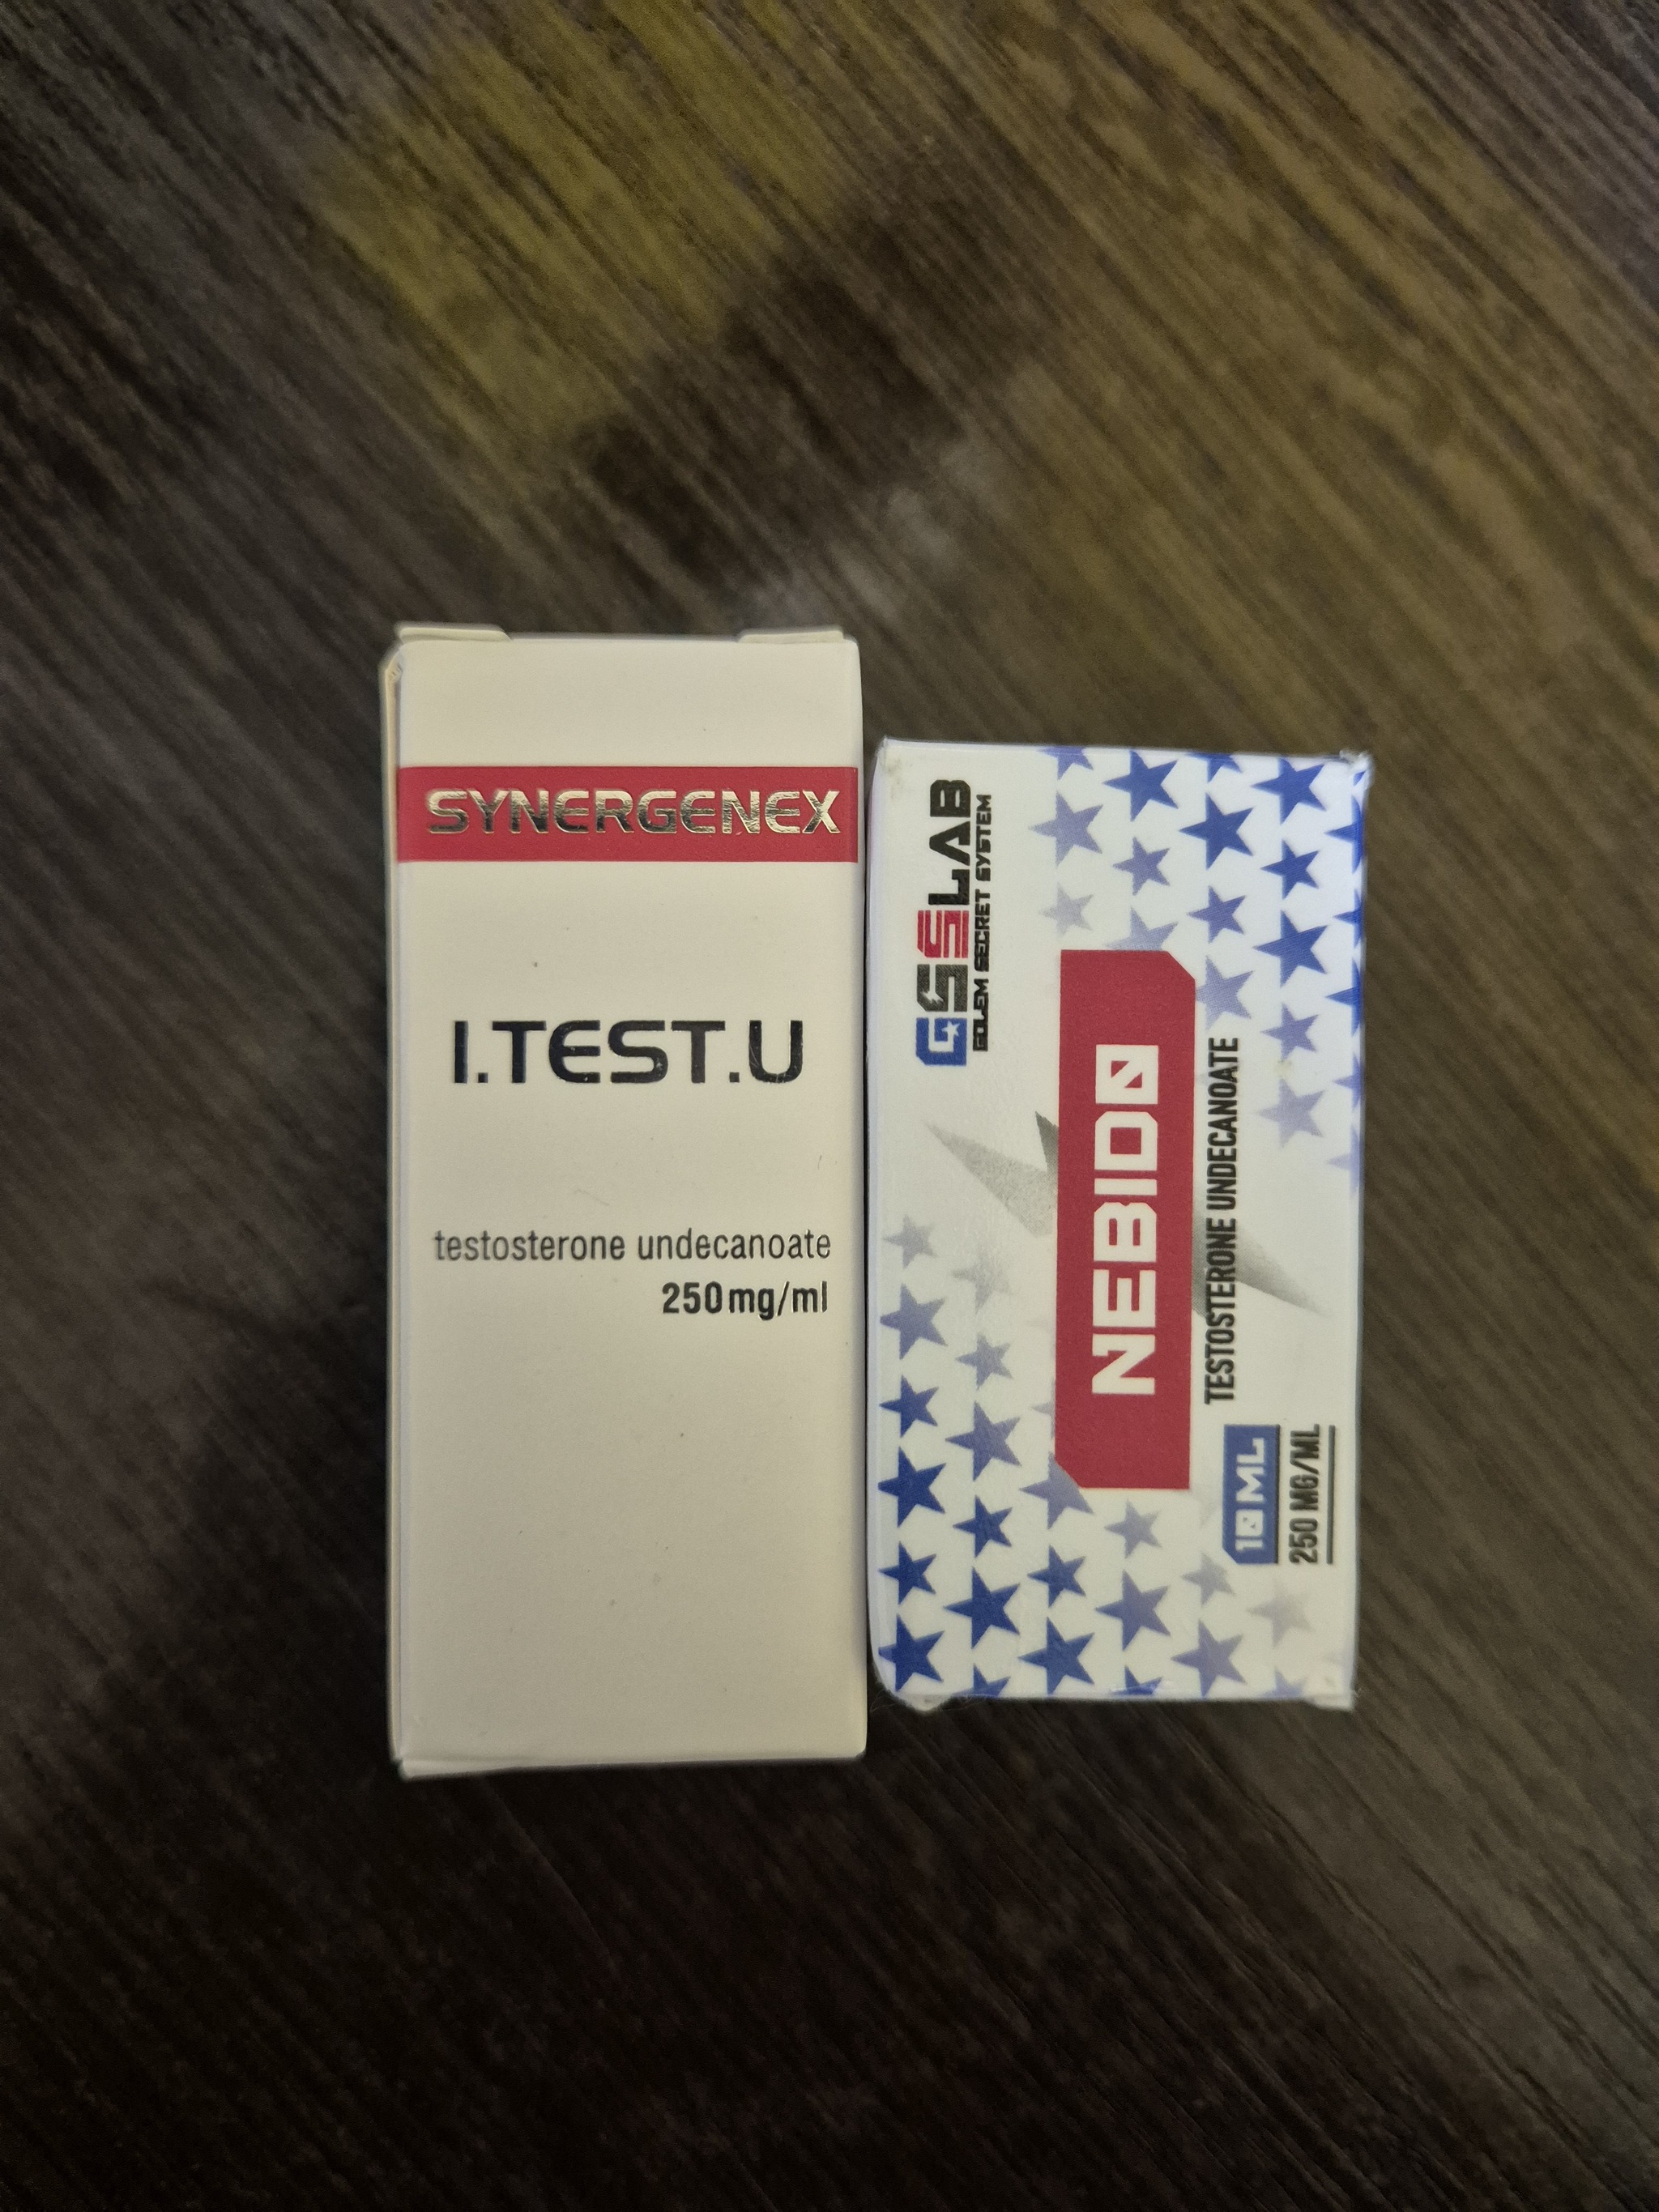 SYNERGENEX
I.TEST.U
testosterone undecanoate
250mg/ml
GSSLAB
GOLEM SECRET SYSTEM
NEBIDO
TESTOSTERONE UNDECANOATE
10 ML
250 MG/ML